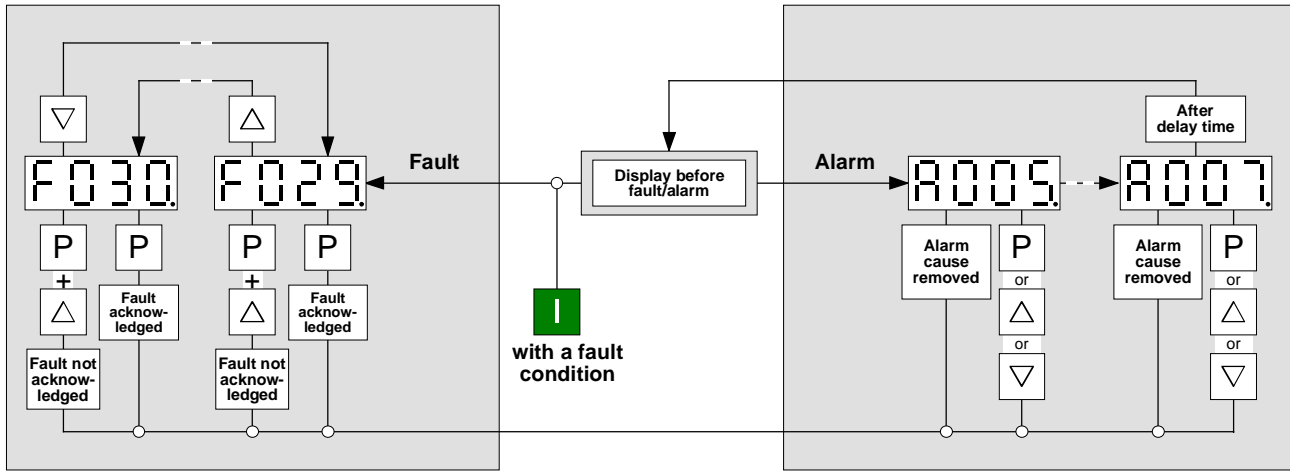 Fault
Display before
fault/alarm
Alarm
After
delay time
F030.
F029.
A005.
A007.
P
+
Fault not
acknow-
ledged
P
Fault
acknow-
ledged
P
+
Fault not
acknow-
ledged
P
Fault
acknow-
ledged
I
with a fault
condition
Alarm
cause
removed
P
or
or
Alarm
cause
removed
P
or
or